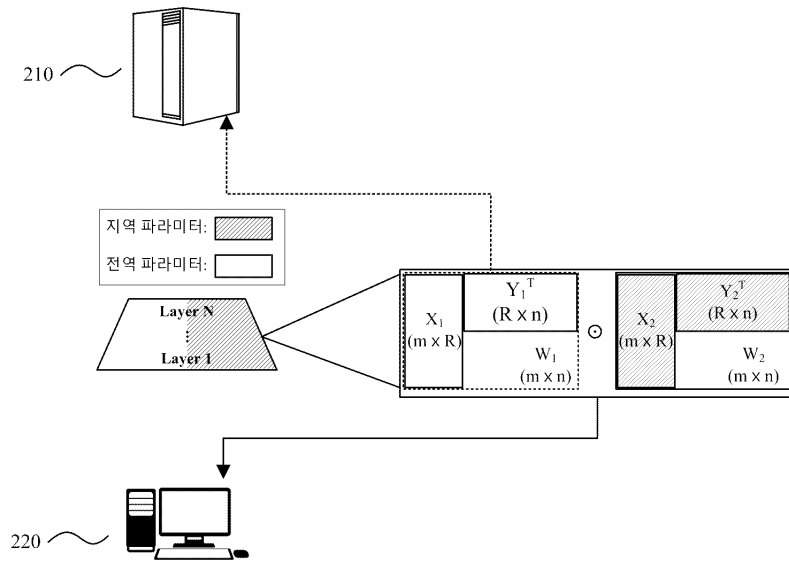 210
지역 파라미터:
전역 파라미터:
Layer N
⋮
Layer 1
X₁
(m x R)
Y₁ᵀ
(R x n)
W₁
(m x n)
⊙
X₂
(m x R)
Y₂ᵀ
(R x n)
W₂
(m x n)
220